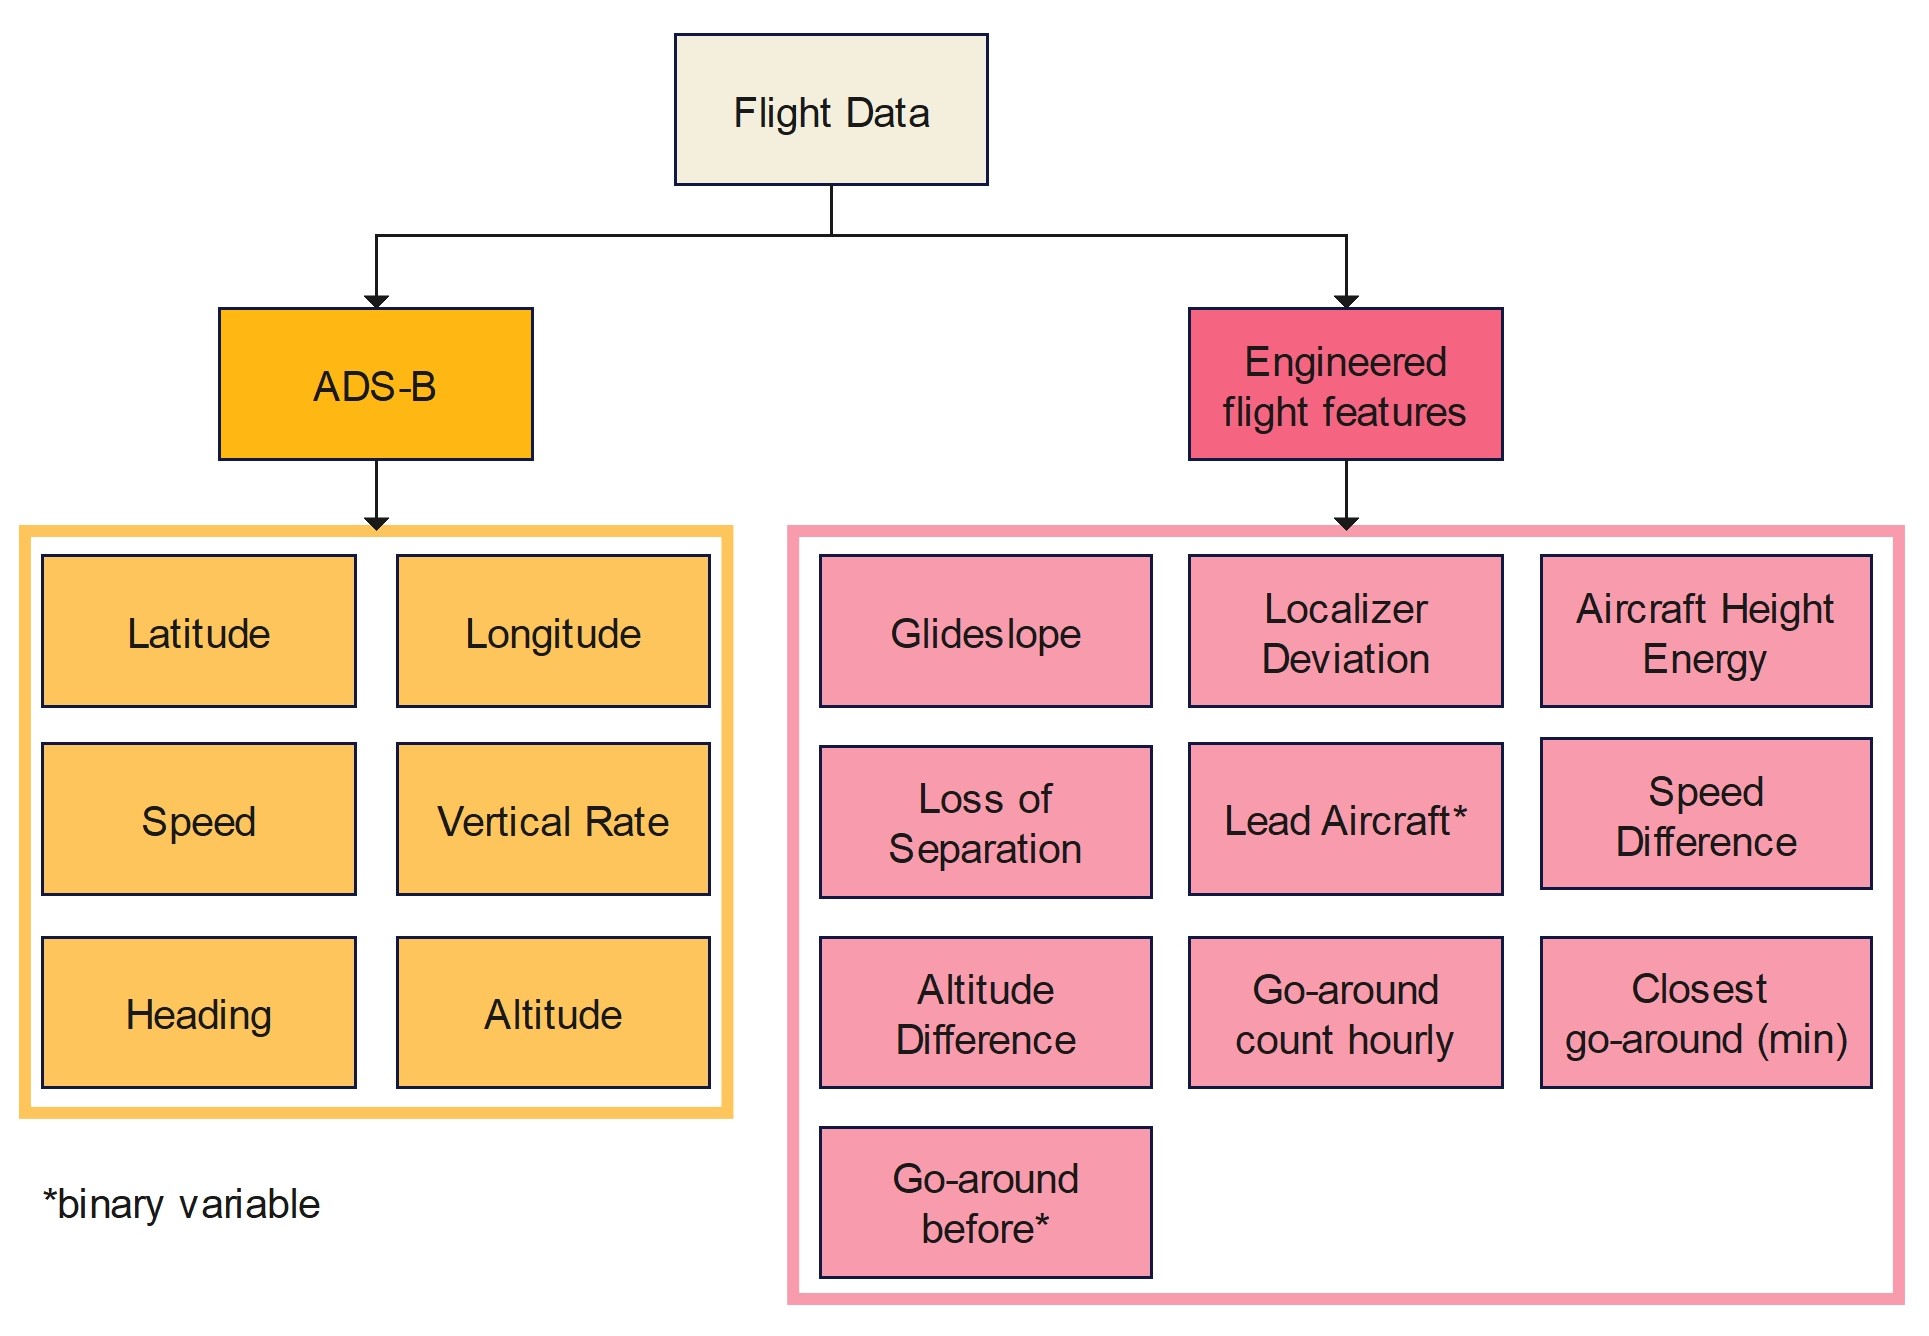 Flight Data
ADS-B
Engineered
flight features
Latitude
Longitude
Speed
Vertical Rate
Heading
Altitude
*binary variable
Glideslope
Localizer
Deviation
Aircraft Height
Energy
Loss of
Separation
Lead Aircraft*
Speed
Difference
Altitude
Difference
Go-around
count hourly
Closest
go-around (min)
Go-around
before*